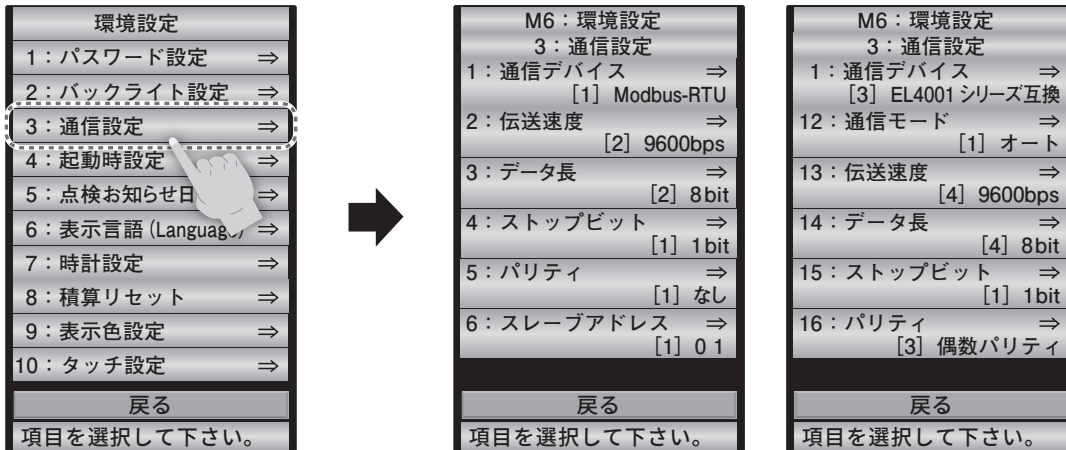 環境設定
1：パスワード設定 ⇒
2：バックライト設定 ⇒
3：通信設定 ⇒
4：起動時設定 ⇒
5：点検お知らせ日 ⇒
6：表示言語(Language) ⇒
7：時計設定 ⇒
8：積算リセット ⇒
9：表示色設定 ⇒
10：タッチ設定 ⇒
戻る
項目を選択して下さい。
M6：環境設定
3：通信設定
1：通信デバイス ⇒
[1] Modbus-RTU
2：伝送速度 ⇒
[2] 9600bps
3：データ長 ⇒
[2] 8bit
4：ストップビット ⇒
[1] 1bit
5：パリティ ⇒
[1] なし
6：スレーブアドレス ⇒
[1] 0 1
戻る
項目を選択して下さい。
M6：環境設定
3：通信設定
1：通信デバイス ⇒
[3] EL4001シリーズ互換
12：通信モード ⇒
[1] オート
13：伝送速度 ⇒
[4] 9600bps
14：データ長 ⇒
[4] 8bit
15：ストップビット ⇒
[1] 1bit
16：パリティ ⇒
[3] 偶数パリティ
戻る
項目を選択して下さい。